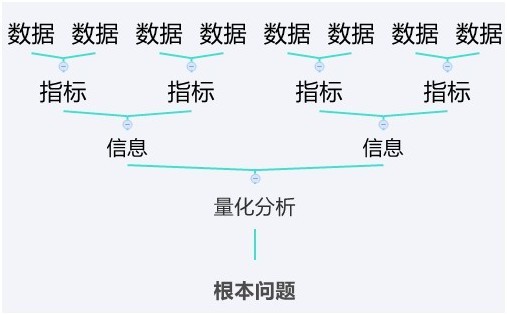 数据 数据 数据 数据 数据 数据 数据 数据
指标 指标 指标 指标
信息 信息
量化分析
根本问题